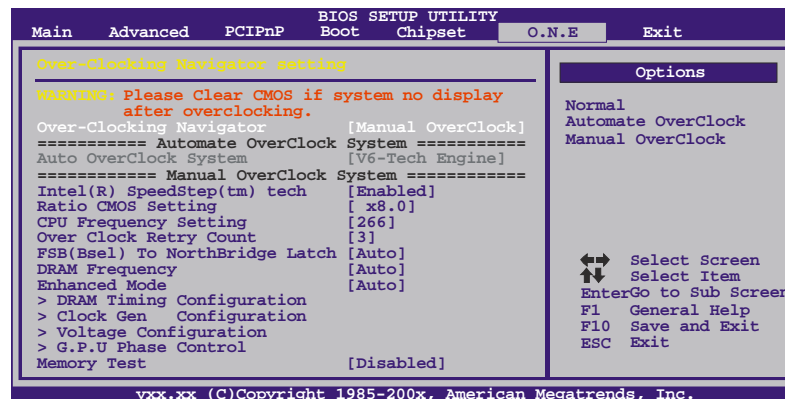 BIOS SETUP UTILITY
Main Advanced PCIPnP Boot Chipset O.N.E Exit
Over-Clocking Navigator setting
WARNING: Please Clear CMOS if system no display
after overclocking.
Over-Clocking Navigator [Manual OverClock]
=========== Automate OverClock System ===========
Auto OverClock System [V6-Tech Engine]
============ Manual OverClock System ============
Intel(R) SpeedStep(tm) tech [Enabled]
Ratio CMOS Setting [ x8.0]
CPU Frequency Setting [266]
Over Clock Retry Count [3]
FSB(Bsel) To NorthBridge Latch [Auto]
DRAM Frequency [Auto]
Enhanced Mode [Auto]
> DRAM Timing Configuration
> Clock Gen Configuration
> Voltage Configuration
> G.P.U Phase Control
Memory Test [Disabled]
Options
Normal
Automate OverClock
Manual OverClock
Select Screen
Select Item
EnterGo to Sub Screen
F1 General Help
F10 Save and Exit
ESC Exit
vxx.xx (C)Copyright 1985-200x, American Megatrends, Inc.